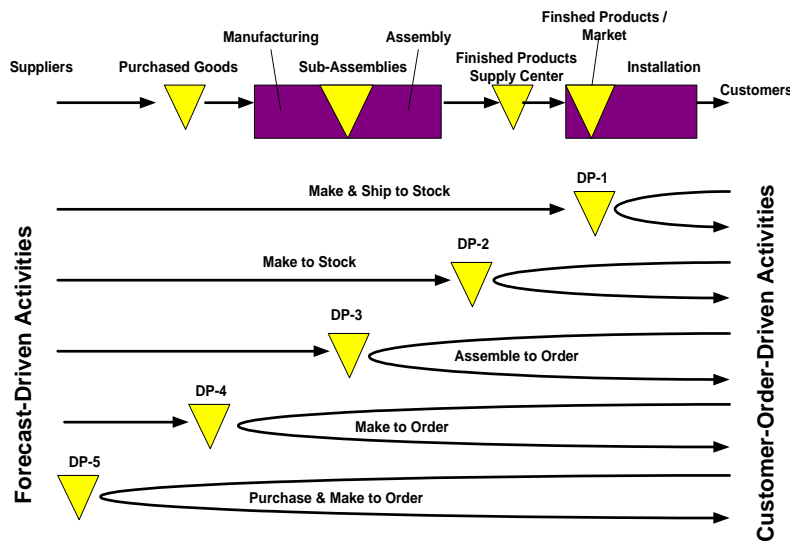 Finshed Products /
Market
Manufacturing
Assembly
Suppliers
Purchased Goods
Sub-Assemblies
Finished Products
Supply Center
Installation
Customers
DP-1
Make & Ship to Stock
DP-2
Make to Stock
DP-3
Assemble to Order
DP-4
Make to Order
DP-5
Purchase & Make to Order
Forecast-Driven Activities
Customer-Order-Driven Activities